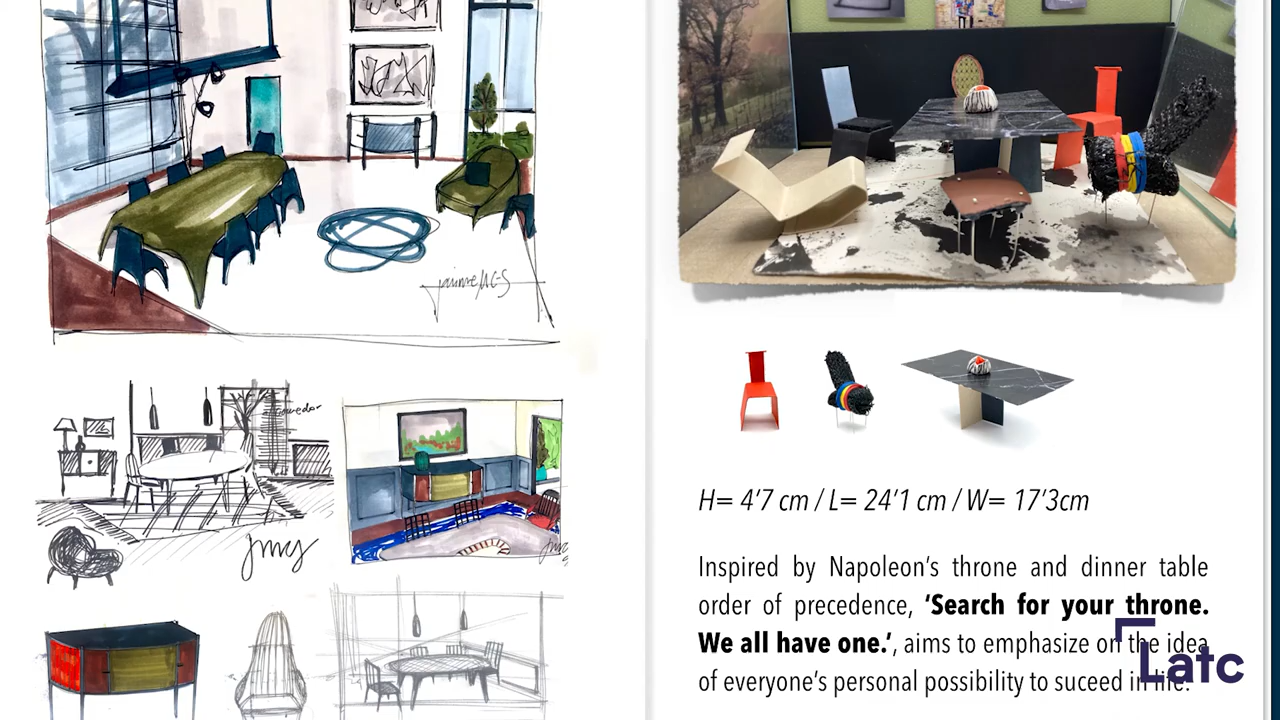 jaimeMGS
jmgs
H= 4’7 cm / L= 24’1 cm / W= 17’3cm
Inspired by Napoleon’s throne and dinner table
order of precedence, ‘Search for your throne.
We all have one.’, aims to emphasize on the idea
of everyone’s personal possibility to suceed in life.
Latc